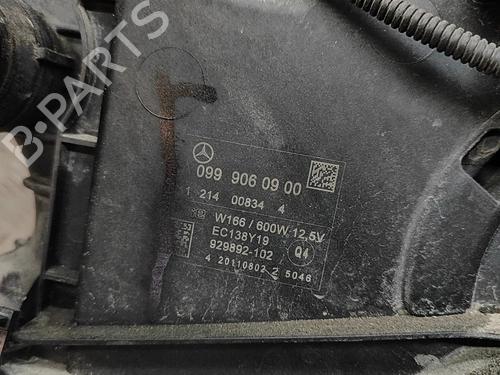 B-PARTS
099 906 09 00
1 214 00834 4
W166 / 600W 12,5V
EC138Y19
929892-102 Q4
4 20110802 2 5046